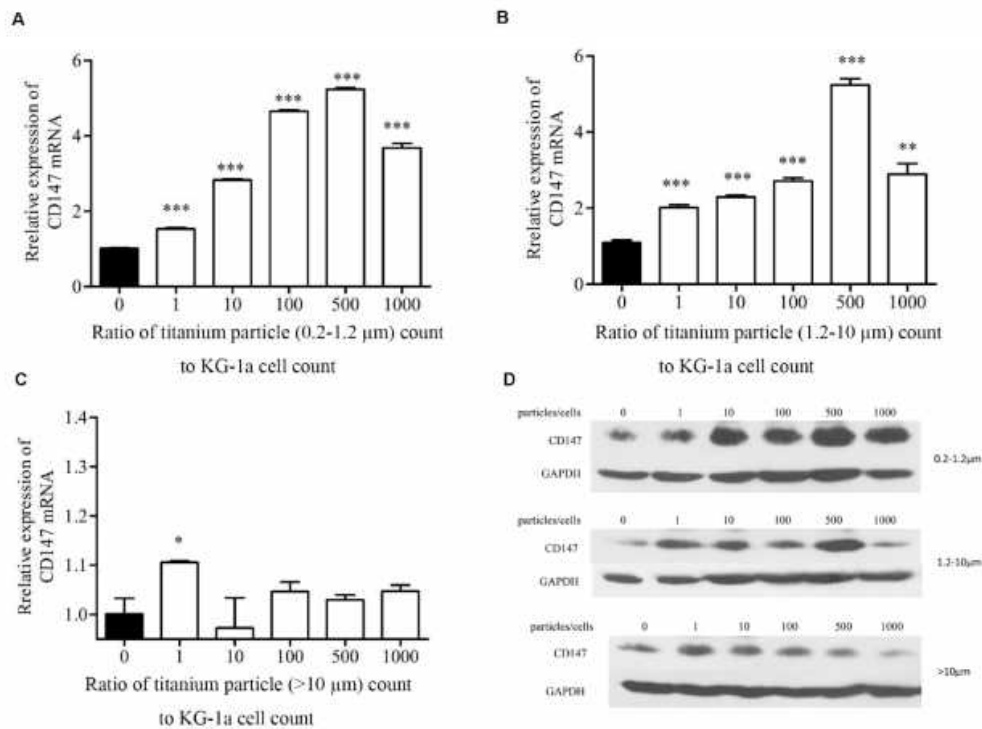 A
Rrelative expression of
CD147 mRNA
6
4
2
0
***
***
***
***
***
0 1 10 100 500 1000
Ratio of titanium particle (0.2-1.2 µm) count
to KG-1a cell count
B
Rrelative expression of
CD147 mRNA
6
4
2
0
***
***
***
***
**
0 1 10 100 500 1000
Ratio of titanium particle (1.2-10 µm) count
to KG-1a cell count
C
Rrelative expression of
CD147 mRNA
1.4
1.3
1.2
1.1
1.0
*
0 1 10 100 500 1000
Ratio of titanium particle (>10 µm) count
to KG-1a cell count
D
particles/cells 0 1 10 100 500 1000
CD147
0.2-1.2µm
GAPDH
particles/cells 0 1 10 100 500 1000
CD147
1.2-10µm
GAPDH
particles/cells 0 1 10 100 500 1000
CD147
>10µm
GAPDH